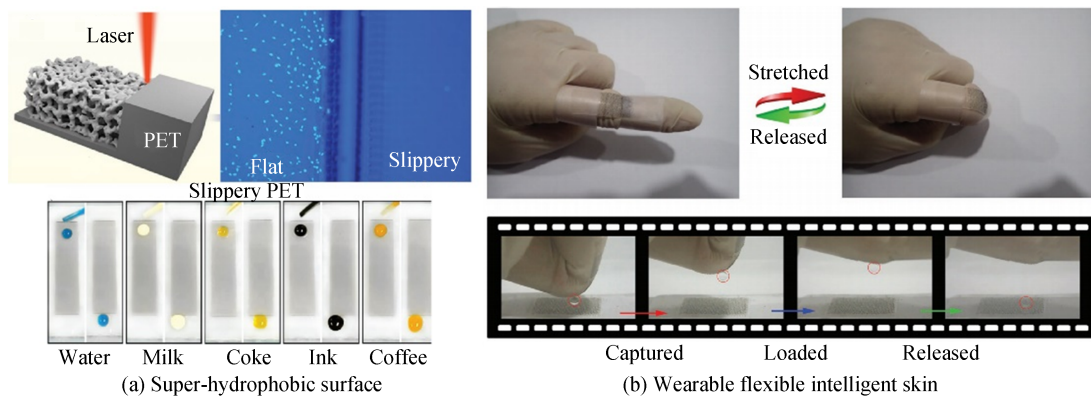 Laser
PET
Flat
Slippery
Slippery PET
Water
Milk
Coke
Ink
Coffee
(a) Super-hydrophobic surface
Stretched
Released
Captured
Loaded
Released
(b) Wearable flexible intelligent skin